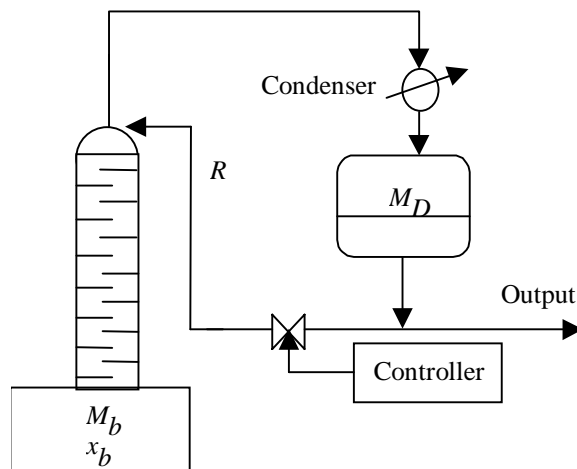 Condenser
R
M_D
Output
Controller
M_b
x_b